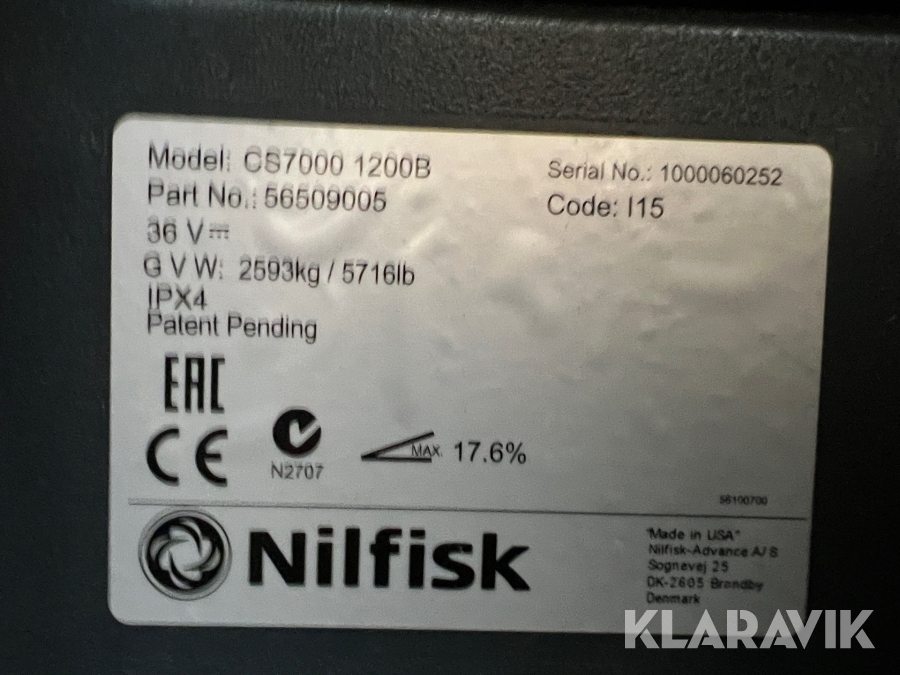 Model: CS7000 1200B
Serial No.: 1000060252
Part No.: 56509005
Code: I15
36 V⎓
G V W: 2593kg / 5716lb
IPX4
Patent Pending
EAC
CE
N2707
MAX. 17.6%
56100700
Nilfisk
"Made in USA"
Nilfisk-Advance A/S
Sognevej 25
DK-2605 Brondby
Denmark
KLARAVIK